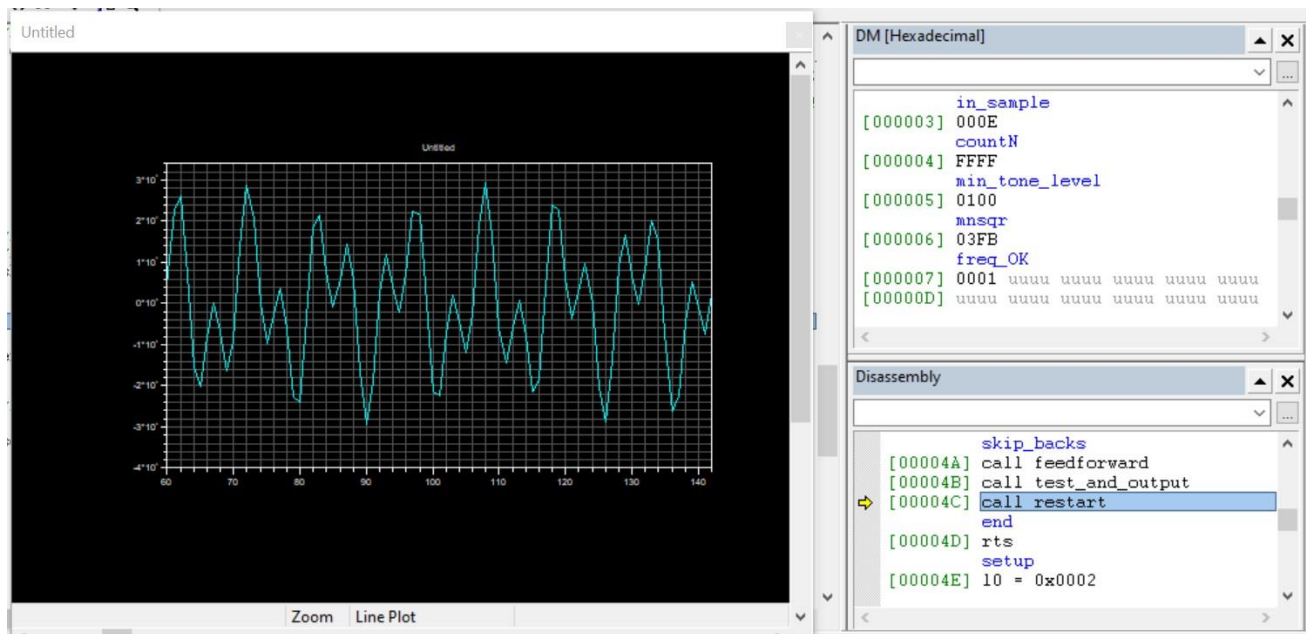 Untitled
Untitled
3*10˚
2*10˚
1*10˚
0*10˚
-1*10˚
-2*10˚
-3*10˚
-4*10˚
60 70 80 90 100 110 120 130 140
Zoom Line Plot
DM [Hexadecimal]
...
in_sample
[000003] 000E
countN
[000004] FFFF
min_tone_level
[000005] 0100
mnsqr
[000006] 03FB
freq_OK
[000007] 0001 uuuu uuuu uuuu uuuu uuuu
[00000D] uuuu uuuu uuuu uuuu uuuu uuuu
Disassembly
...
skip_backs
[00004A] call feedforward
[00004B] call test_and_output
[00004C] call restart
end
[00004D] rts
setup
[00004E] l0 = 0x0002